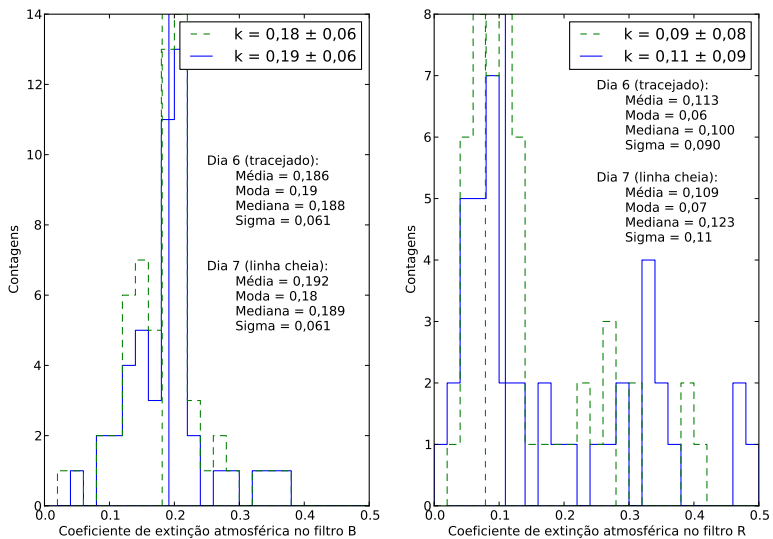 k = 0,18 ± 0,06
k = 0,19 ± 0,06
Dia 6 (tracejado):
Média = 0,186
Moda = 0,19
Mediana = 0,188
Sigma = 0,061
Dia 7 (linha cheia):
Média = 0,192
Moda = 0,18
Mediana = 0,189
Sigma = 0,061
Contagens
14
12
10
8
6
4
2
0
0.0 0.1 0.2 0.3 0.4 0.5
Coeficiente de extinção atmosférica no filtro B
k = 0,09 ± 0,08
k = 0,11 ± 0,09
Dia 6 (tracejado):
Média = 0,113
Moda = 0,06
Mediana = 0,100
Sigma = 0,090
Dia 7 (linha cheia):
Média = 0,109
Moda = 0,07
Mediana = 0,123
Sigma = 0,11
Contagens
8
7
6
5
4
3
2
1
0
0.0 0.1 0.2 0.3 0.4 0.5
Coeficiente de extinção atmosférica no filtro R